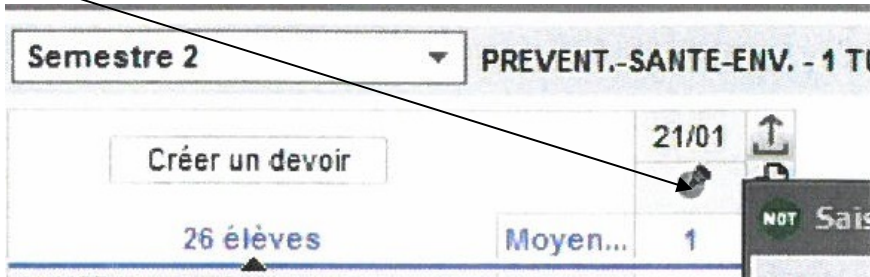 Semestre 2 PREVENT.-SANTE-ENV. - 1 TU
21/01
Créer un devoir
NOT Sais
26 élèves Moyen... 1